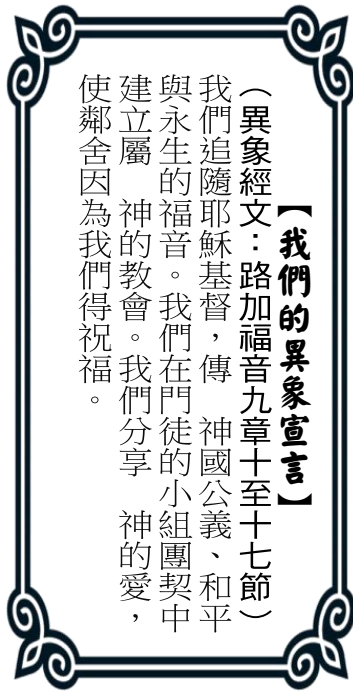 【我們的異象宣言】
（異象經文：路加福音九章十至十七節）
我們追隨耶穌基督，傳　神國公義、和平
與永生的福音。我們在門徒的小組團契中
建立屬　神的教會。我們分享　神的愛，
使鄰舍因為我們得祝福。